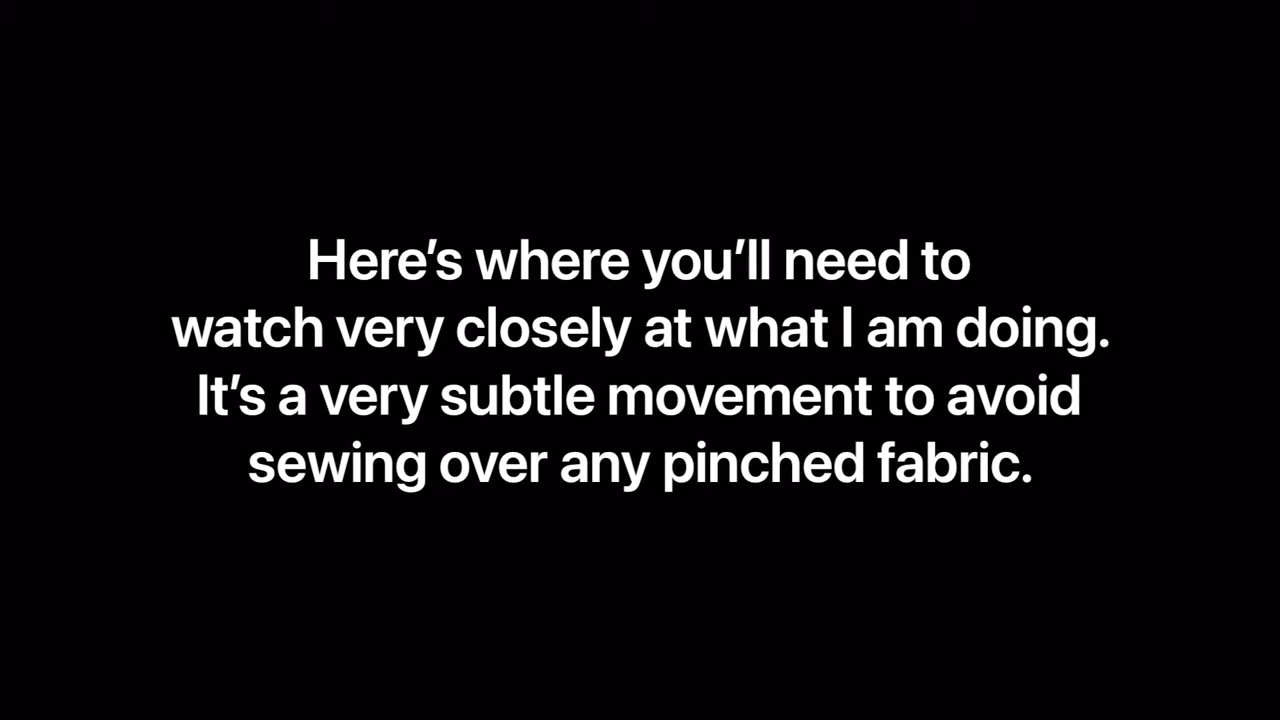 Here’s where you’ll need to
watch very closely at what I am doing.
It’s a very subtle movement to avoid
sewing over any pinched fabric.